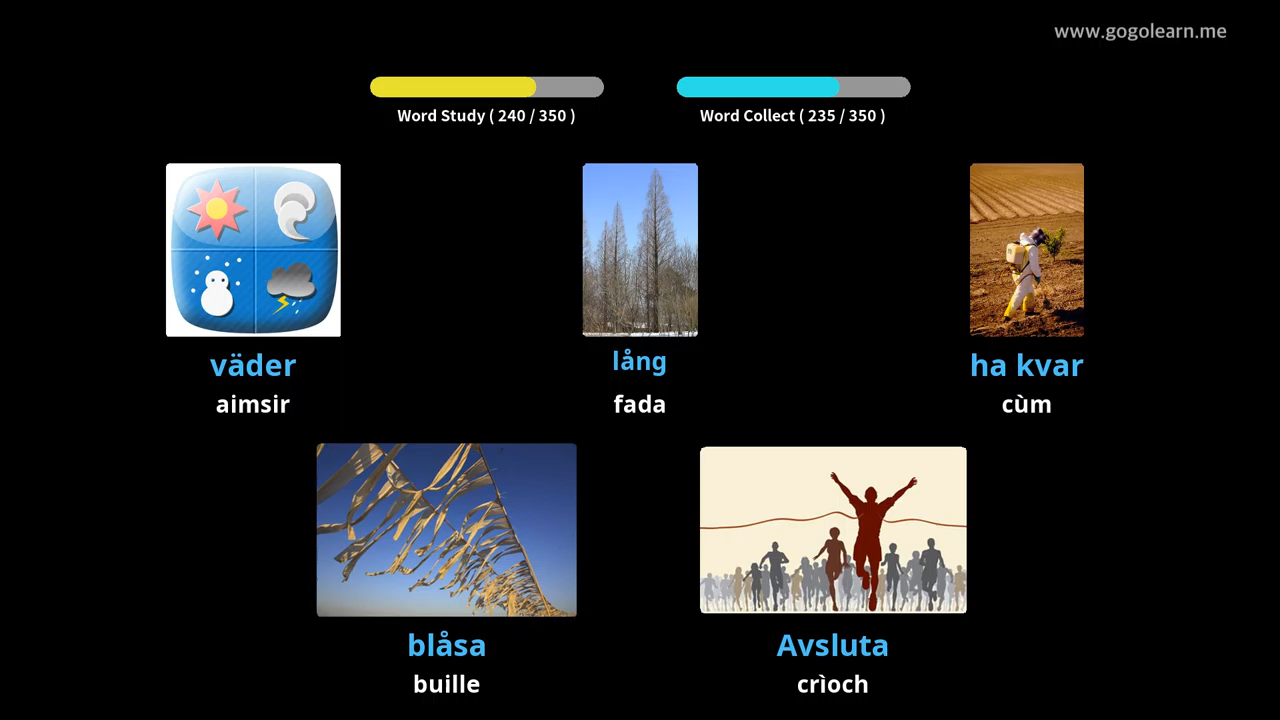 www.gogolearn.me
Word Study ( 240 / 350 )
Word Collect ( 235 / 350 )
väder
aimsir
lång
fada
ha kvar
cùm
blåsa
buille
Avsluta
crìoch